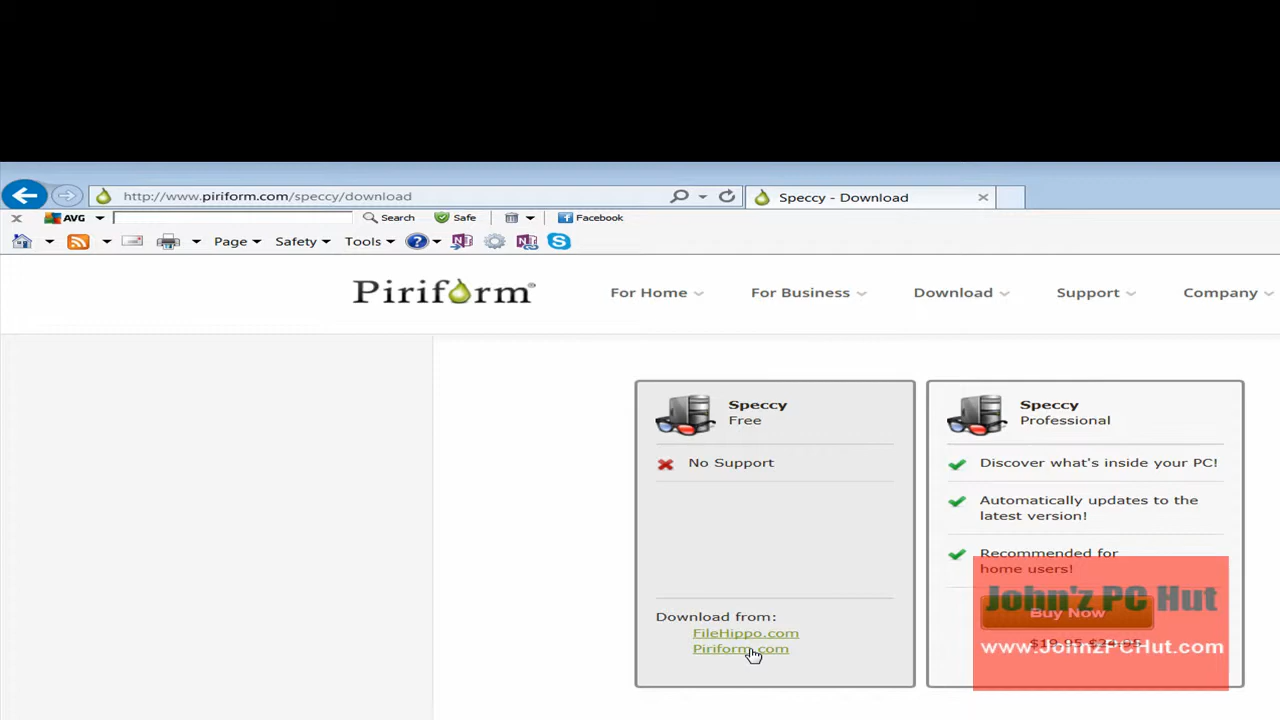 http://www.piriform.com/speccy/download
Speccy - Download
AVG
Search
Safe
Facebook
Page
Safety
Tools
Piriform
For Home
For Business
Download
Support
Company
Speccy
Free
No Support
Download from:
FileHippo.com
Piriform.com
Speccy
Professional
Discover what's inside your PC!
Automatically updates to the
latest version!
Recommended for
home users!
Buy Now
John'z PC Hut
$19.95
www.JohnzPCHut.com